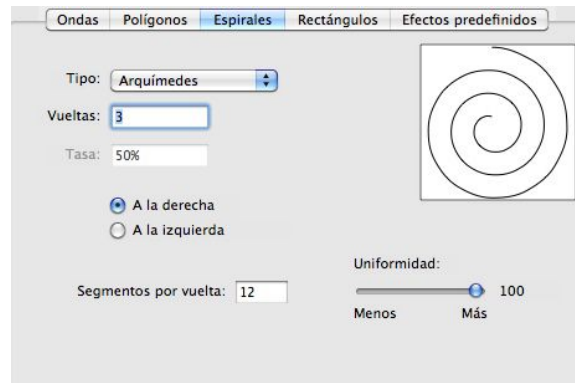 Ondas Polígonos Espirales Rectángulos Efectos predefinidos
Tipo: Arquímedes
Vueltas: 3
Tasa: 50%
A la derecha
A la izquierda
Uniformidad:
Segmentos por vuelta: 12
100
Menos Más